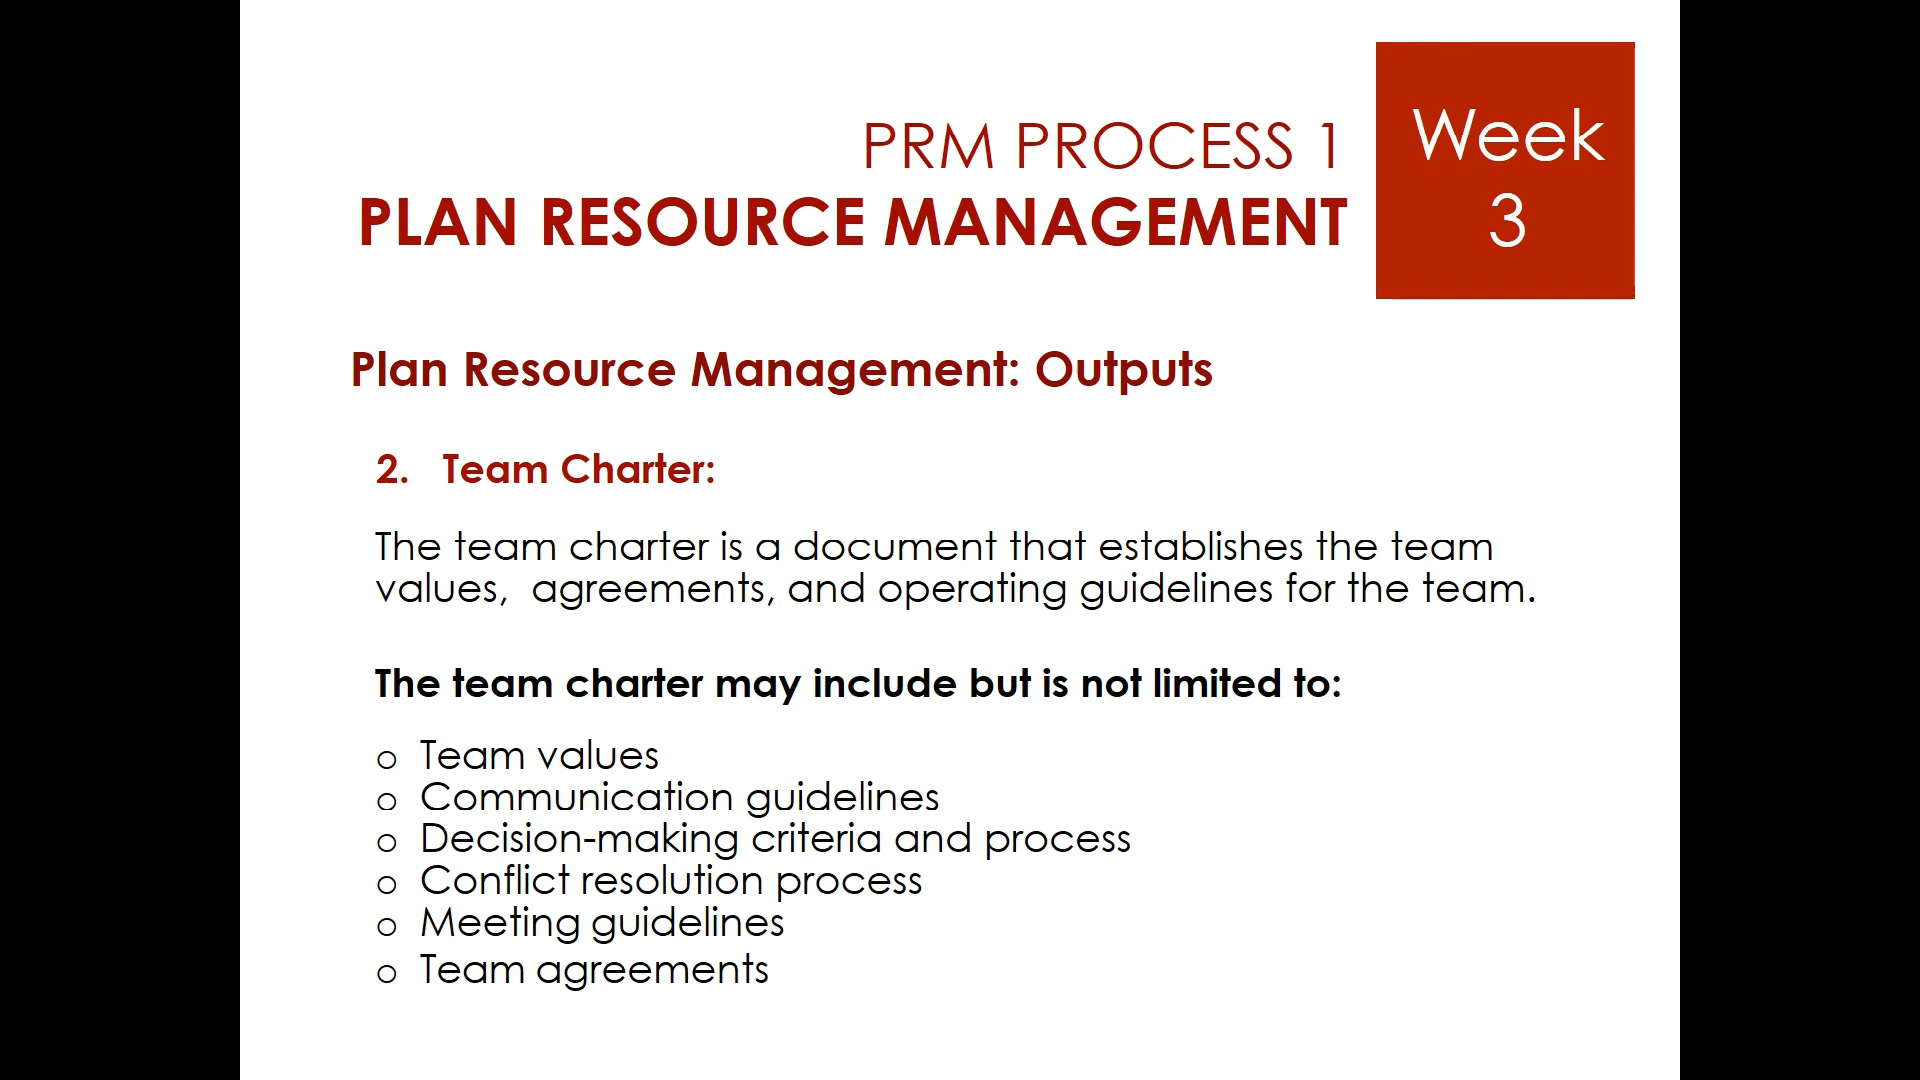 PRM PROCESS 1
PLAN RESOURCE MANAGEMENT
Week
3
Plan Resource Management: Outputs
2. Team Charter:
The team charter is a document that establishes the team
values, agreements, and operating guidelines for the team.
The team charter may include but is not limited to:
o Team values
o Communication guidelines
o Decision-making criteria and process
o Conflict resolution process
o Meeting guidelines
o Team agreements